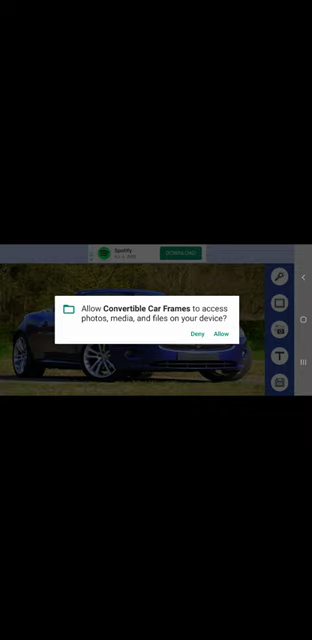 Spotify
DOWNLOAD
Allow Convertible Car Frames to access
photos, media, and files on your device?
Deny
Allow
T